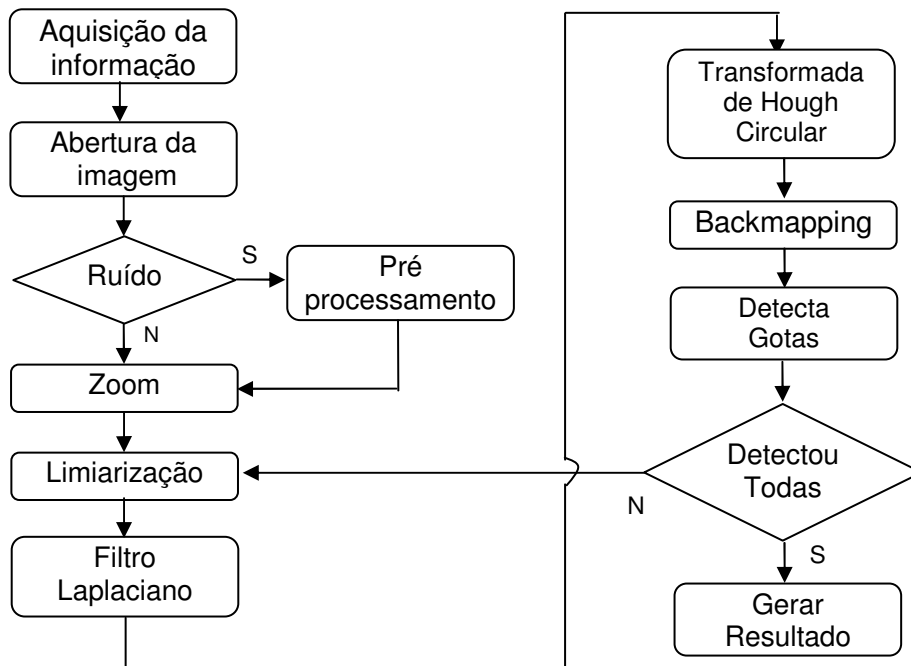 Aquisição da
informação
Abertura da
imagem
Ruído
S
Pré
processamento
N
Zoom
Limiarização
Filtro
Laplaciano
Transformada
de Hough
Circular
Backmapping
Detecta
Gotas
Detectou
Todas
N
S
Gerar
Resultado